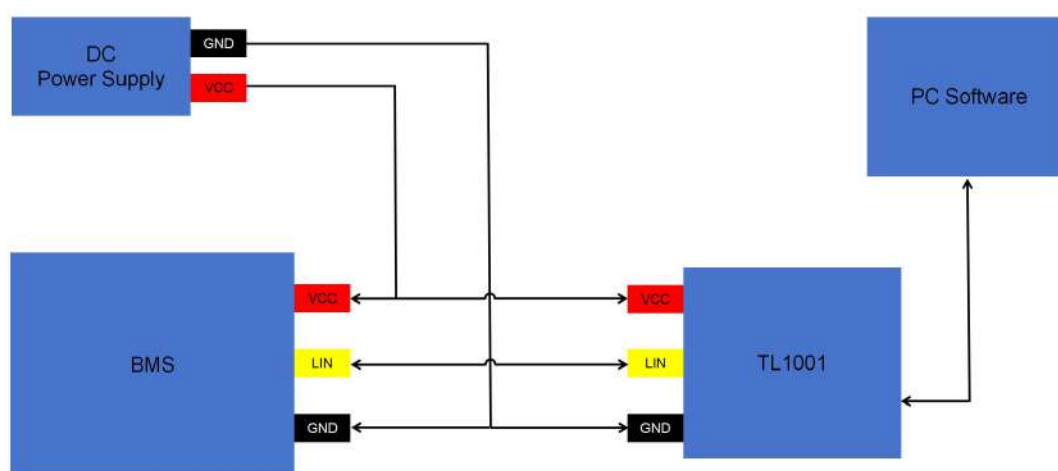 DC
Power Supply
GND
VCC
PC Software
BMS
VCC
LIN
GND
VCC
LIN
GND
TL1001